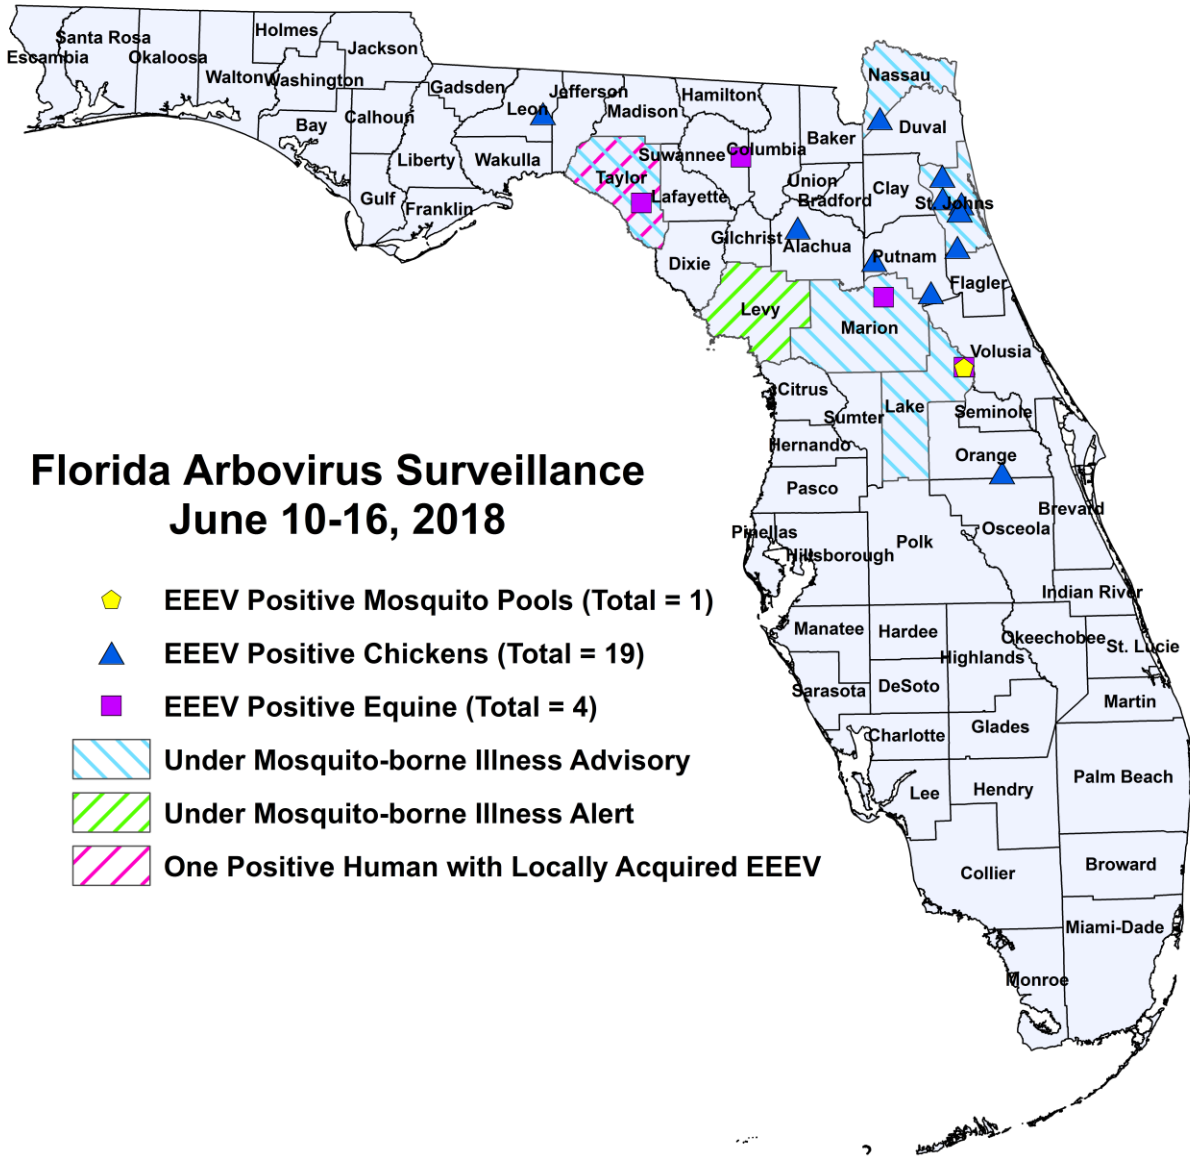 Holmes
Santa Rosa
Jackson
Escambia
Okaloosa
Walton
Washington
Nassau
Gadsden
Jefferson
Hamilton
Leon
Madison
Calhoun
Bay
Duval
Baker
Columbia
Suwannee
Liberty
Wakulla
Taylor
Union
Clay
Lafayette
Bradford
Gulf
Franklin
St. Johns
Gilchrist
Alachua
Putnam
Dixie
Flagler
Levy
Marion
Volusia
Citrus
Lake
Sumter
Seminole
Hernando
Orange
Florida Arbovirus Surveillance
June 10-16, 2018
Pasco
Brevard
Osceola
Pinellas
Polk
Hillsborough
Indian River
EEEV Positive Mosquito Pools (Total = 1)
Manatee
Hardee
Okeechobee
St. Lucie
Highlands
EEEV Positive Chickens (Total = 19)
Sarasota
DeSoto
Martin
EEEV Positive Equine (Total = 4)
Glades
Charlotte
Under Mosquito-borne Illness Advisory
Palm Beach
Lee
Hendry
Under Mosquito-borne Illness Alert
One Positive Human with Locally Acquired EEEV
Broward
Collier
Miami-Dade
Monroe